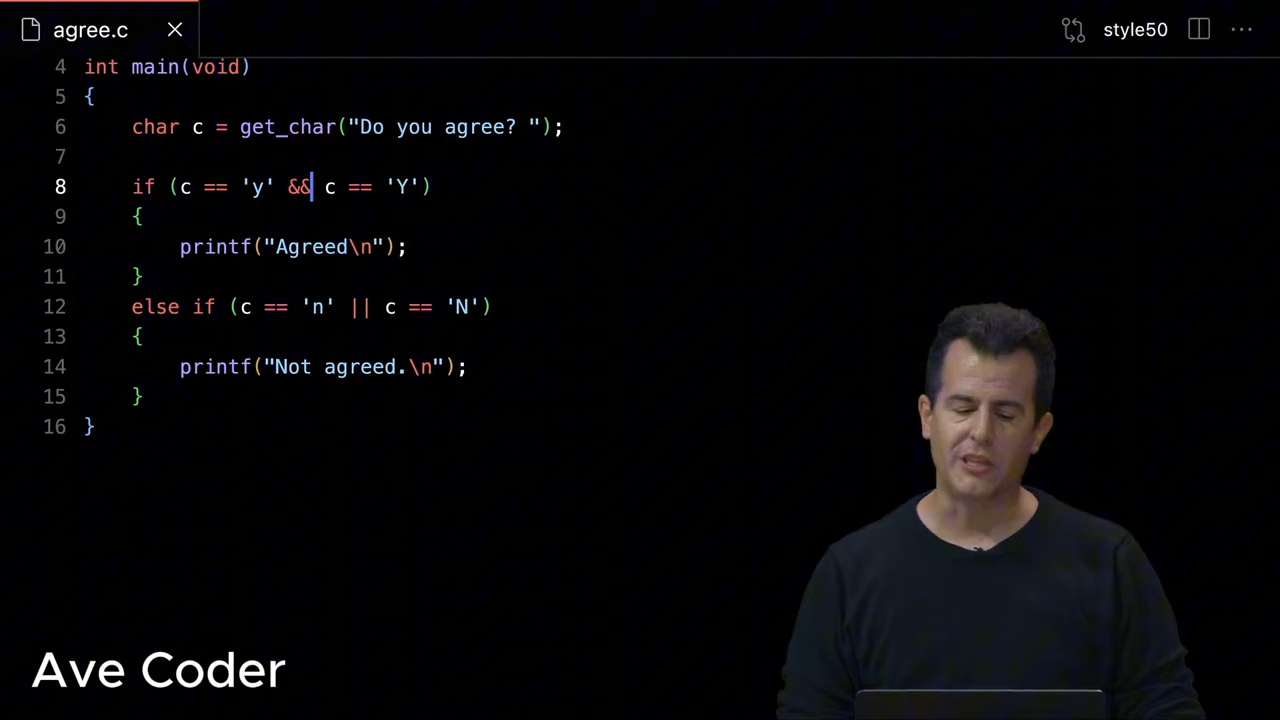 agree.c
style50
4 int main(void)
5 {
6 char c = get_char("Do you agree? ");
7
8 if (c == 'y' && c == 'Y')
9 {
10 printf("Agreed\n");
11 }
12 else if (c == 'n' || c == 'N')
13 {
14 printf("Not agreed.\n");
15 }
16 }
Ave Coder